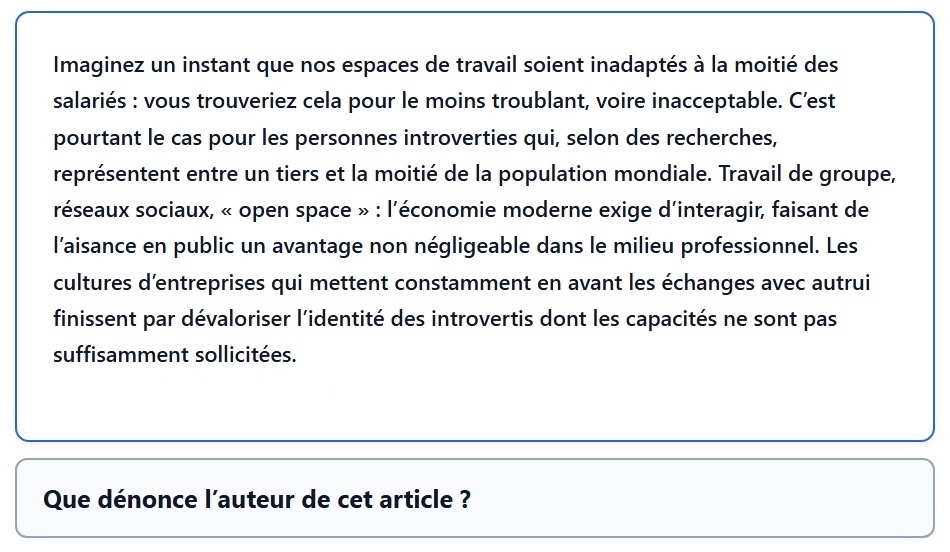 Imaginez un instant que nos espaces de travail soient inadaptés à la moitié des
salariés : vous trouveriez cela pour le moins troublant, voire inacceptable. C’est
pourtant le cas pour les personnes introverties qui, selon des recherches,
représentent entre un tiers et la moitié de la population mondiale. Travail de groupe,
réseaux sociaux, « open space » : l’économie moderne exige d’interagir, faisant de
l’aisance en public un avantage non négligeable dans le milieu professionnel. Les
cultures d’entreprises qui mettent constamment en avant les échanges avec autrui
finissent par dévaloriser l’identité des introvertis dont les capacités ne sont pas
suffisamment sollicitées.
Que dénonce l’auteur de cet article ?